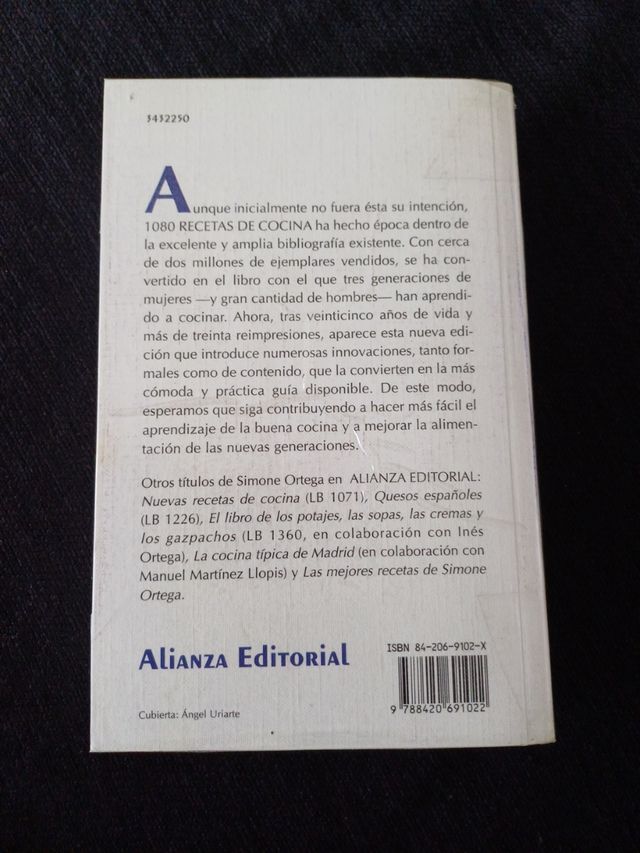 3432250
Aunque inicialmente no fuera ésta su intención,
1080 RECETAS DE COCINA ha hecho época dentro de
la excelente y amplia bibliografía existente. Con cerca
de dos millones de ejemplares vendidos, se ha con-
vertido en el libro con el que tres generaciones de
mujeres —y gran cantidad de hombres— han aprendi-
do a cocinar. Ahora, tras veinticinco años de vida y
más de treinta reimpresiones, aparece esta nueva edi-
ción que introduce numerosas innovaciones, tanto for-
males como de contenido, que la convierten en la más
cómoda y práctica guía disponible. De este modo,
esperamos que siga contribuyendo a hacer más fácil el
aprendizaje de la buena cocina y a mejorar la alimen-
tación de las nuevas generaciones.
Otros títulos de Simone Ortega en ALIANZA EDITORIAL:
Nuevas recetas de cocina (LB 1071), Quesos españoles
(LB 1226), El libro de los potajes, las sopas, las cremas y
los gazpachos (LB 1360, en colaboración con Inés
Ortega), La cocina típica de Madrid (en colaboración con
Manuel Martínez Llopis) y Las mejores recetas de Simone
Ortega.
Alianza Editorial
ISBN 84-206-9102-X
9 788420 691022
Cubierta: Ángel Uriarte